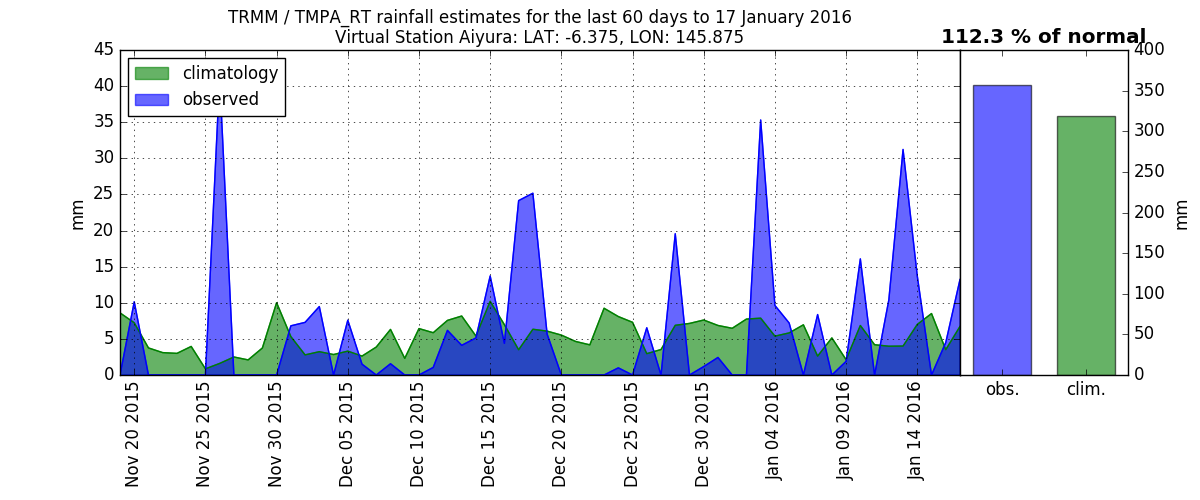 TRMM / TMPA_RT rainfall estimates for the last 60 days to 17 January 2016
Virtual Station Aiyura: LAT: -6.375, LON: 145.875
112.3 % of normal
climatology
observed
mm
45
40
35
30
25
20
15
10
5
0
Nov 20 2015
Nov 25 2015
Nov 30 2015
Dec 05 2015
Dec 10 2015
Dec 15 2015
Dec 20 2015
Dec 25 2015
Dec 30 2015
Jan 04 2016
Jan 09 2016
Jan 14 2016
obs.
clim.
400
350
300
250
200
150
100
50
0
mm